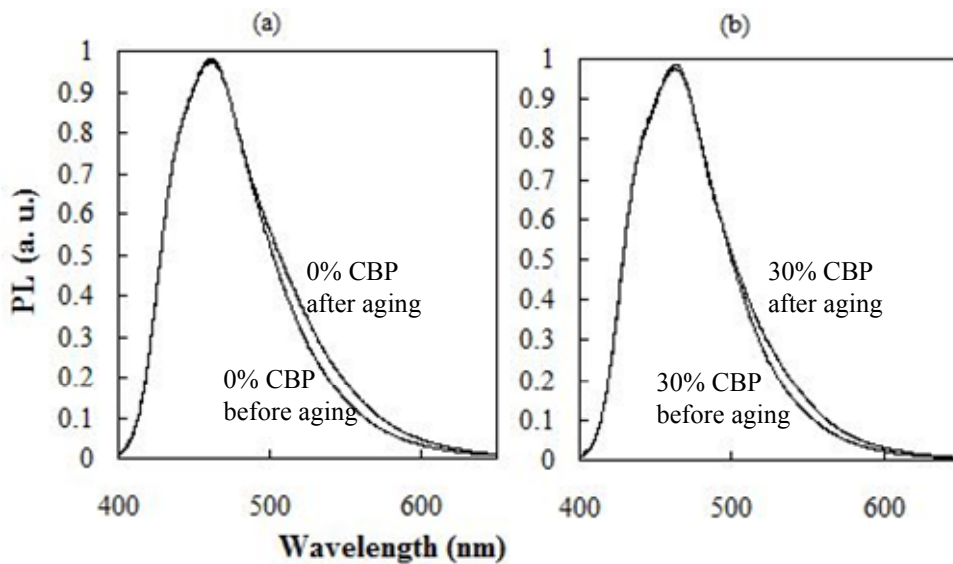 (a)
(b)
PL (a. u.)
1
0.9
0.8
0.7
0.6
0.5
0.4
0.3
0.2
0.1
0
0% CBP
after aging
0% CBP
before aging
400
500
600
1
0.9
0.8
0.7
0.6
0.5
0.4
0.3
0.2
0.1
0
30% CBP
after aging
30% CBP
before aging
400
500
600
Wavelength (nm)